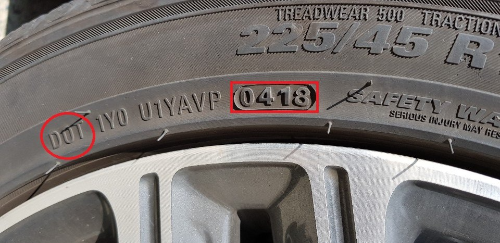 TREADWEAR 500 TRACTION
225/45 R
DOT 1Y0 U1YAVP 0418
SAFETY WA
SERIOUS INJURY MAY RES